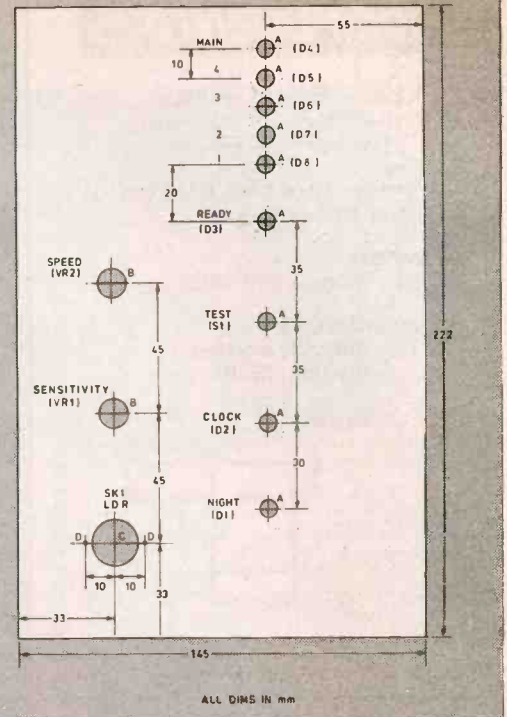 55
MAIN A (D4)
10
4 A (D5)
3 A (D6)
2 A (D7)
1 A (D8)
20
READY A
(D3)
35
SPEED
(VR2) B
TEST A
(S1)
222
45
35
SENSITIVITY
(VR1) B
CLOCK A
(D2)
45
30
SK1
LDR
NIGHT A
(D1)
D C D
10 10
33
33
145
ALL DIMS IN mm